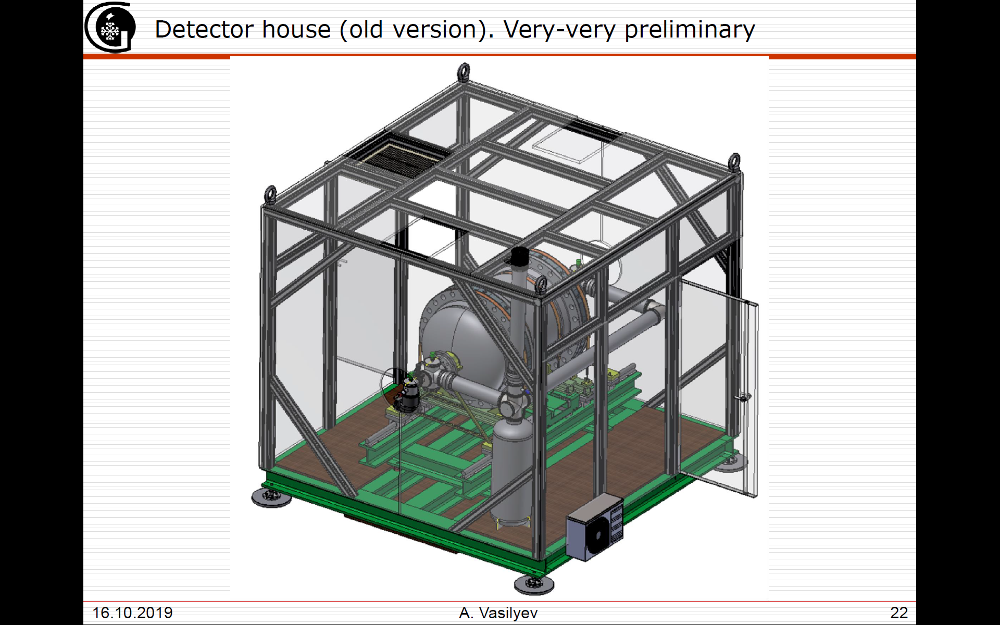 Detector house (old version). Very-very preliminary
16.10.2019
A. Vasilyev
22